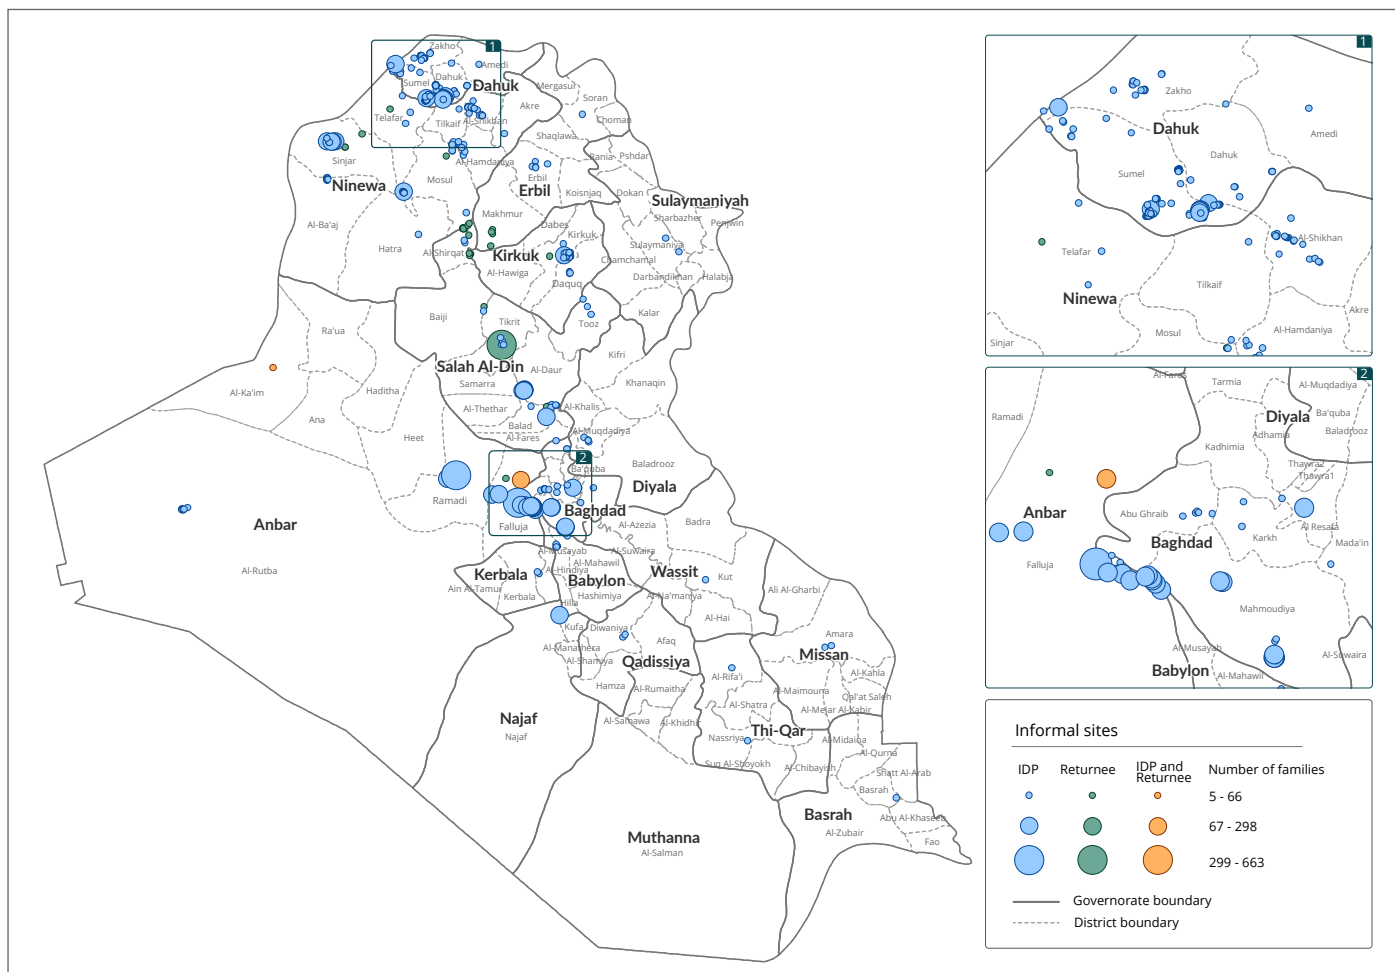 1
Zakho
Amedi
Dahuk
Sumel
Dahuk
Mergasur
Soran
Choman
Akre
Telafar
Tilkaif
Al-Shikhan
Shaqlawa
Rania
Pshdar
Sinjar
Al-Hamdaniya
Mosul
Erbil
Ninewa
Erbil
Koisnjaq
Dokan
Sulaymaniyah
Sharbazher
Penjwin
Makhmur
Dabes
Kirkuk
Al-Ba'aj
Hatra
Al-Shirqat
Kirkuk
Sulaymaniya
Chamchamal
Al-Hawiga
Darbandikhan
Halabja
Daquq
Kalar
Baiji
Tikrit
Tooz
Ra'ua
Kifri
Salah Al-Din
Al-Daur
Khanaqin
Samarra
Al-Ka'im
Haditha
Al-Thethar
Al-Khalis
Ana
Balad
Al-Muqdadiya
Heet
Al-Fares
2
Ba'quba
Baladrooz
Diyala
Ramadi
Baghdad
Anbar
Falluja
Al-Azezia
Badra
Al-Musayab
Al-Suwaira
Al-Mahawil
Al-Hindiya
Al-Rutba
Kerbala
Babylon
Wassit
Kut
Ain Al-Tamur
Kerbala
Hashimiya
Al-Na'maniya
Ali Al-Gharbi
Hilla
Al-Hai
Kufa
Diwaniya
Afaq
Amara
Al-Manathera
Al-Shamiya
Qadissiya
Missan
Al-Rifa'i
Al-Kahla
Hamza
Al-Rumaitha
Al-Maimouna
Qal'at Saleh
Al-Shatra
Al-Mejar Al-Kabir
Najaf
Al-Samawa
Al-Khidhir
Najaf
Nassriya
Thi-Qar
Al-Midaina
Al-Qurna
Suq Al-Shoyokh
Al-Chibayish
Shatt Al-Arab
Basrah
Basrah
Abu Al-Khaseeb
Al-Zubair
Fao
Muthanna
Al-Salman
1
Zakho
Dahuk
Amedi
Dahuk
Sumel
Al-Shikhan
Telafar
Tilkaif
Ninewa
Akre
Al-Hamdaniya
Mosul
Sinjar
2
Al-Fares
Tarmia
Al-Muqdadiya
Ramadi
Diyala
Ba'quba
Baladrooz
Adhamia
Kadhimia
Thawra2
Thawra1
Anbar
Abu Ghraib
Al Resafa
Karkh
Baghdad
Mada'in
Falluja
Mahmoudiya
Al-Musayab
Al-Suwaira
Babylon
Al-Mahawil
Informal sites
IDP Returnee IDP and Returnee Number of families
5 - 66
67 - 298
299 - 663
Governorate boundary
District boundary